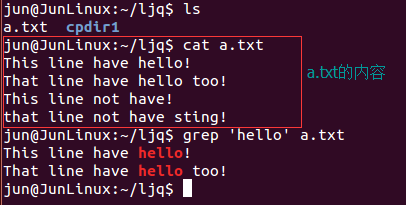 jun@JunLinux:~/ljq$ ls
a.txt  cpdir1
jun@JunLinux:~/ljq$ cat a.txt
This line have hello!
That line have hello too!
This line not have!
that line not have sting!
a.txt的内容
jun@JunLinux:~/ljq$ grep 'hello' a.txt
This line have hello!
That line have hello too!
jun@JunLinux:~/ljq$